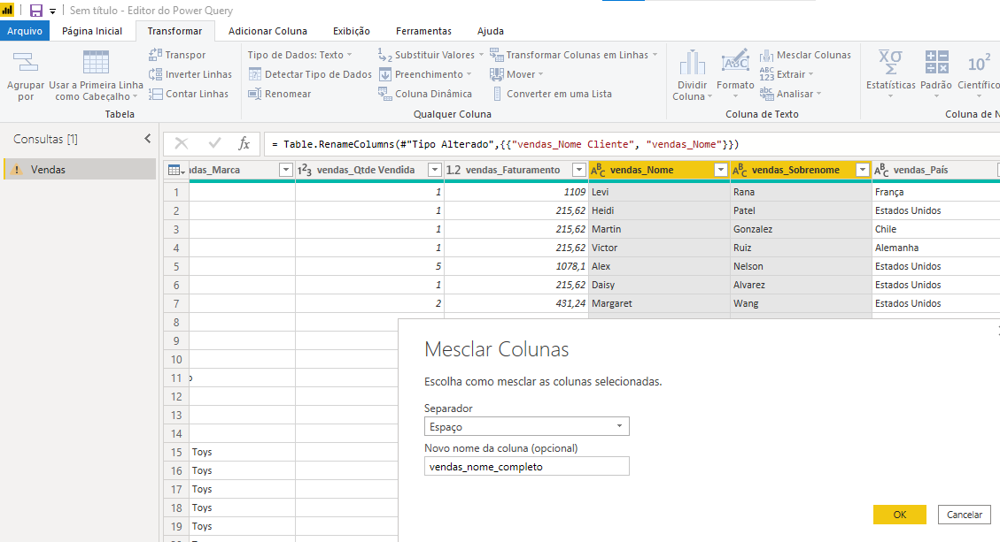 Sem título - Editor do Power Query
Arquivo Página Inicial Transformar Adicionar Coluna Exibição Ferramentas Ajuda
Agrupar por
Usar a Primeira Linha como Cabeçalho
Transpor
Inverter Linhas
Contar Linhas
Tabela
Tipo de Dados: Texto
Detectar Tipo de Dados
Renomear
Substituir Valores
Preenchimento
Coluna Dinâmica
Transformar Colunas em Linhas
Mover
Converter em uma Lista
Qualquer Coluna
Dividir Coluna
Formato
Mesclar Colunas
Extrair
Analisar
Coluna de Texto
Estatísticas
Padrão
Científico
Coluna de N
Consultas [1]
Vendas
fx = Table.RenameColumns(#"Tipo Alterado",{{"vendas_Nome Cliente", "vendas_Nome"}})
ndas_Marca 123 vendas_Qtde Vendida 1.2 vendas_Faturamento ABC vendas_Nome ABC vendas_Sobrenome ABC vendas_País
1 1 1109 Levi Rana França
2 1 215,62 Heidi Patel Estados Unidos
3 1 215,62 Martin Gonzalez Chile
4 1 215,62 Victor Ruiz Alemanha
5 5 1078,1 Alex Nelson Estados Unidos
6 1 215,62 Daisy Alvarez Estados Unidos
7 2 431,24 Margaret Wang Estados Unidos
8
9
10
11
12
13
14
15 Toys
16 Toys
17 Toys
18 Toys
19 Toys
Mesclar Colunas
Escolha como mesclar as colunas selecionadas.
Separador
Espaço
Novo nome da coluna (opcional)
vendas_nome_completo
OK Cancelar